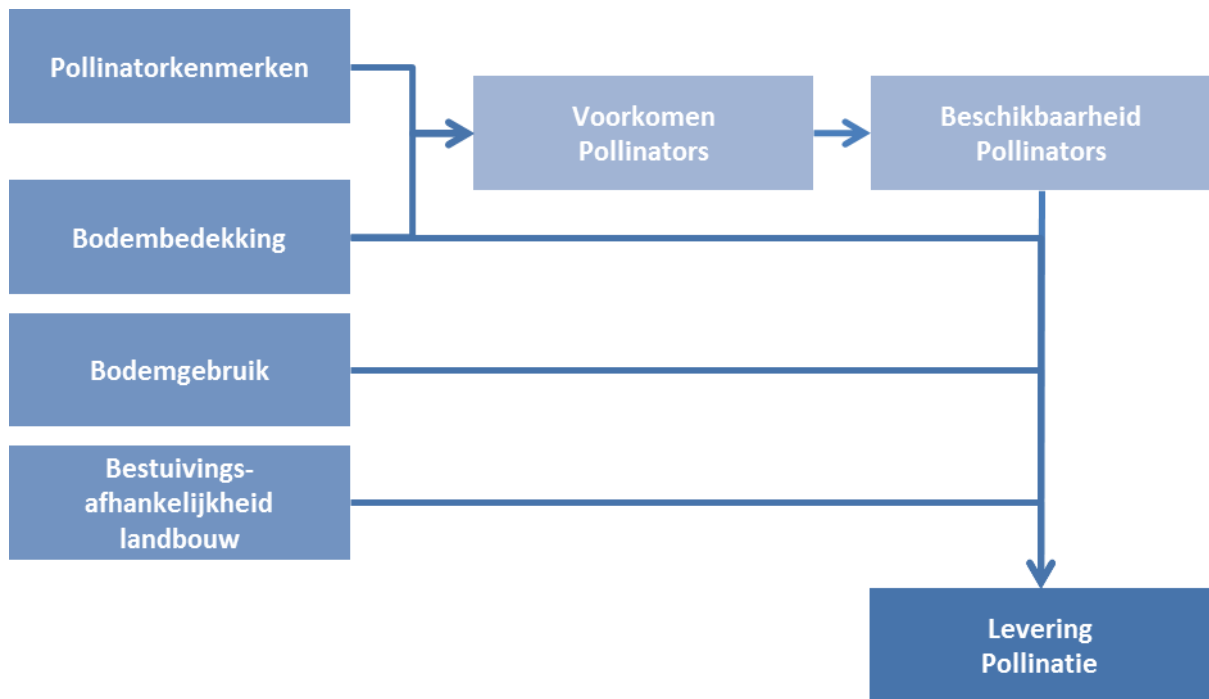 Pollinatorkenmerken
Voorkomen
Pollinators
Beschikbaarheid
Pollinators
Bodembedekking
Bodemgebruik
Bestuivings-
afhankelijkheid
landbouw
Levering
Pollinatie